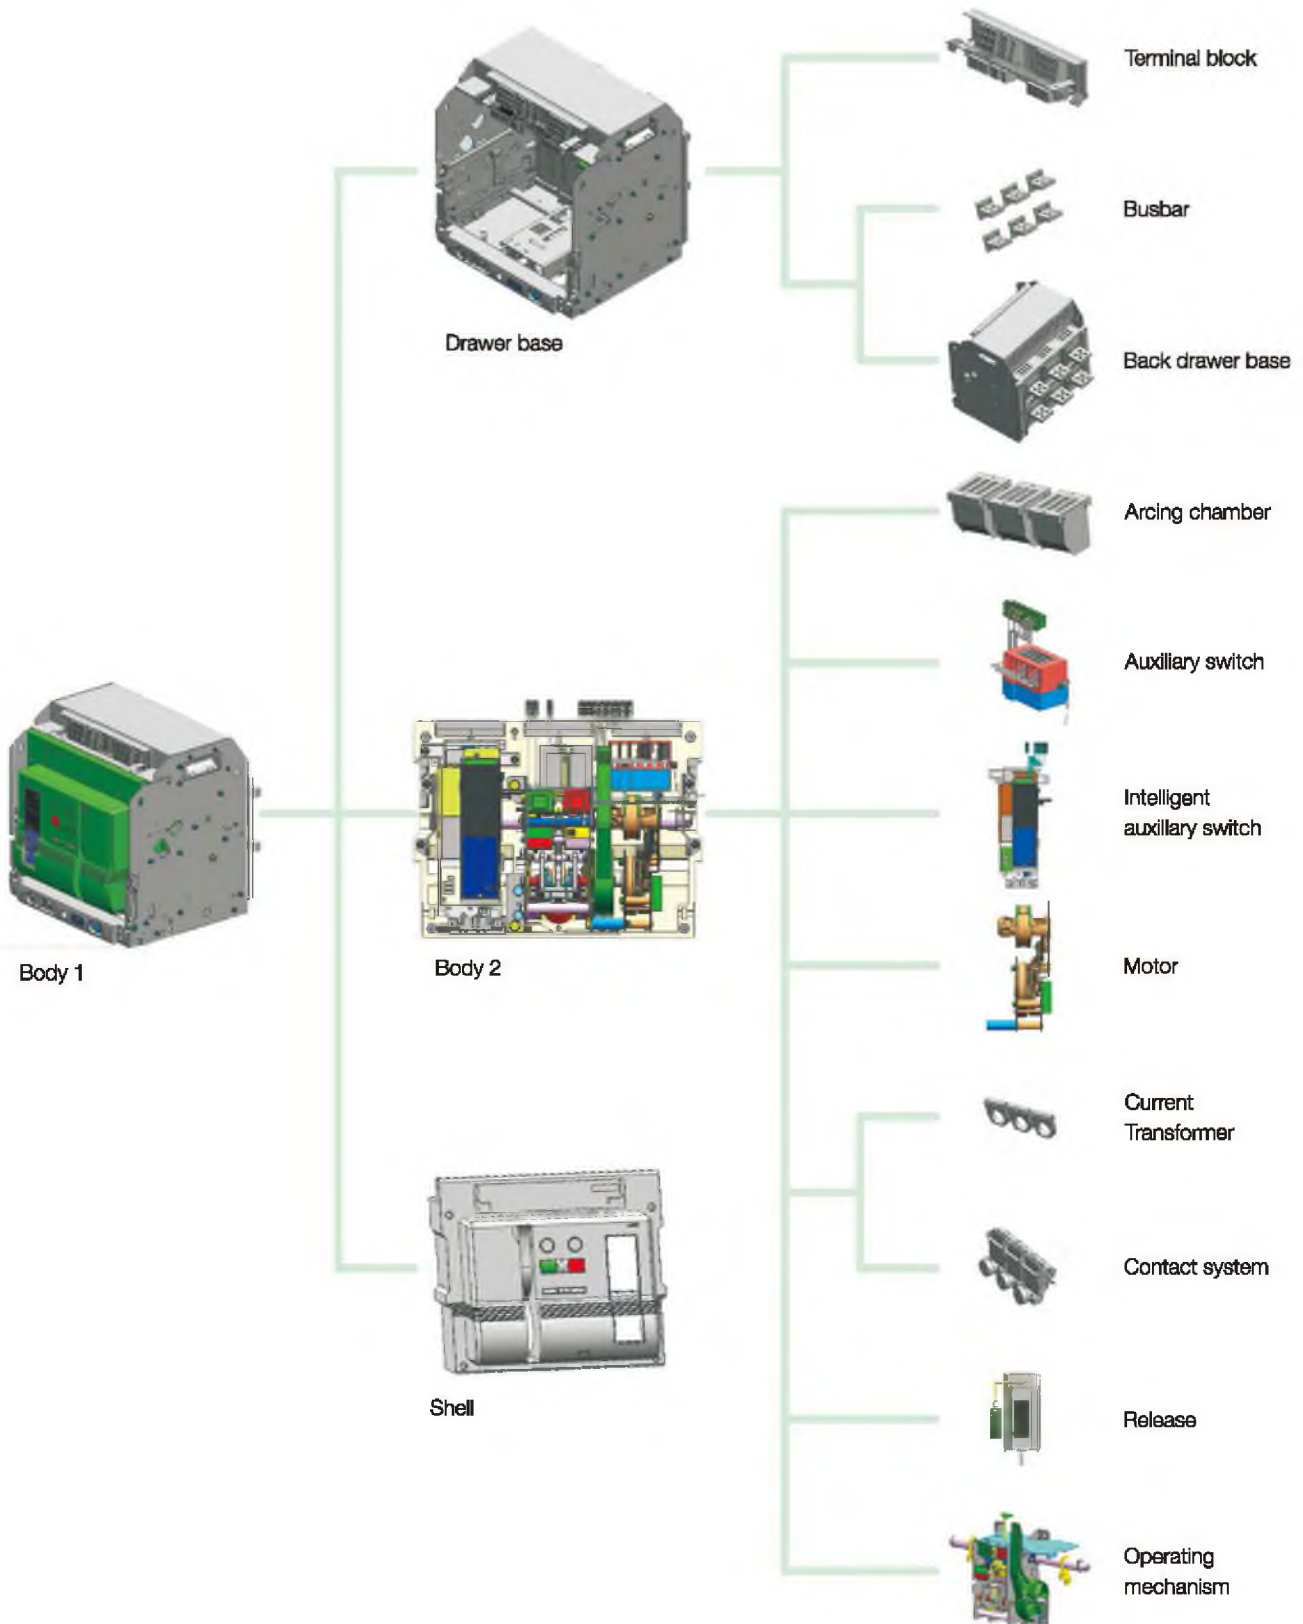 Terminal block
Busbar
Drawer base
Back drawer base
Arcing chamber
Auxiliary switch
Intelligent
auxillary switch
Body 1
Body 2
Motor
Current
Transformer
Contact system
Shell
Release
Operating
mechanism